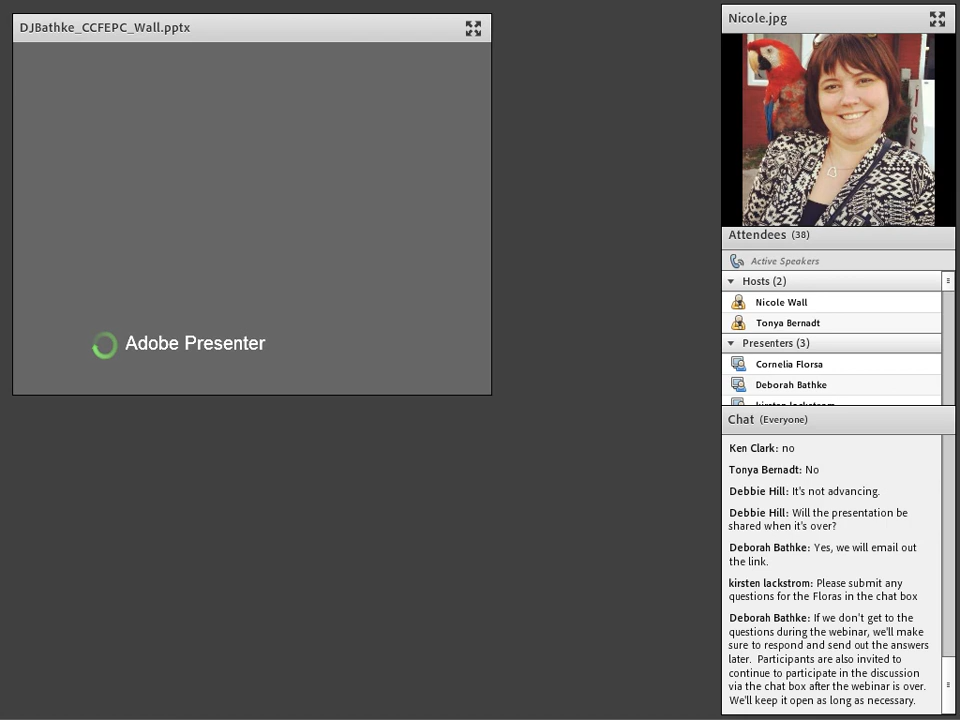 DJBathke_CCFEPC_Wall.pptx
Adobe Presenter
Nicole.jpg
ICE
Attendees (38)
Active Speakers
Hosts (2)
Nicole Wall
Tonya Bernadt
Presenters (3)
Cornelia Florsa
Deborah Bathke
kirsten lackstrom
Chat (Everyone)
Ken Clark: no
Tonya Bernadt: No
Debbie Hill: It's not advancing.
Debbie Hill: Will the presentation be
shared when it's over?
Deborah Bathke: Yes, we will email out
the link.
kirsten lackstrom: Please submit any
questions for the Floras in the chat box
Deborah Bathke: If we don't get to the
questions during the webinar, we'll make
sure to respond and send out the answers
later. Participants are also invited to
continue to participate in the discussion
via the chat box after the webinar is over.
We'll keep it open as long as necessary.